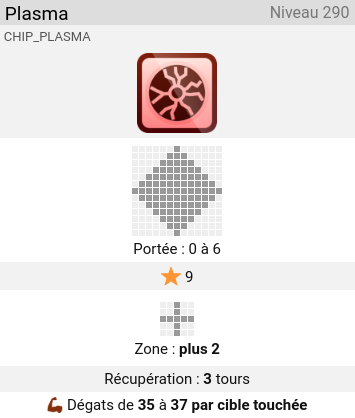 Plasma
Niveau 290
CHIP_PLASMA
Portée : 0 à 6
9
Zone : plus 2
Récupération : 3 tours
Dégats de 35 à 37 par cible touchée